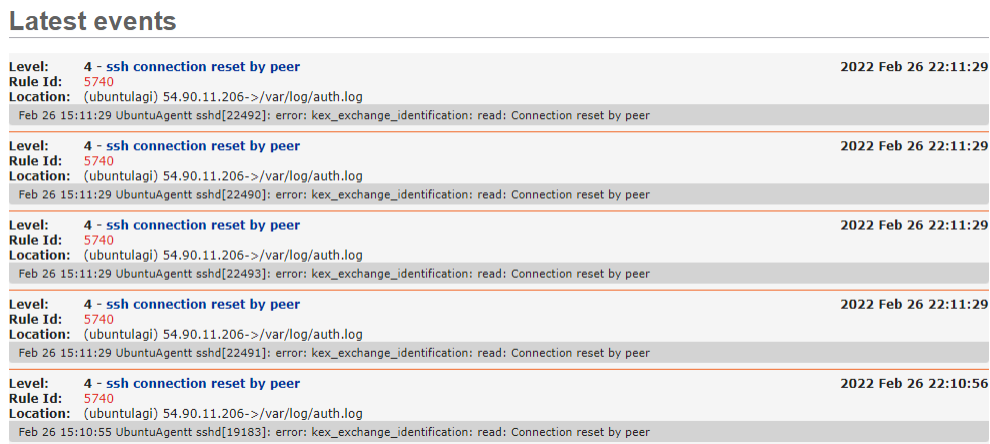 Latest events
Level: 4 - ssh connection reset by peer 2022 Feb 26 22:11:29
Rule Id: 5740
Location: (ubuntulagi) 54.90.11.206->/var/log/auth.log
Feb 26 15:11:29 UbuntuAgentt sshd[22492]: error: kex_exchange_identification: read: Connection reset by peer
Level: 4 - ssh connection reset by peer 2022 Feb 26 22:11:29
Rule Id: 5740
Location: (ubuntulagi) 54.90.11.206->/var/log/auth.log
Feb 26 15:11:29 UbuntuAgentt sshd[22490]: error: kex_exchange_identification: read: Connection reset by peer
Level: 4 - ssh connection reset by peer 2022 Feb 26 22:11:29
Rule Id: 5740
Location: (ubuntulagi) 54.90.11.206->/var/log/auth.log
Feb 26 15:11:29 UbuntuAgentt sshd[22493]: error: kex_exchange_identification: read: Connection reset by peer
Level: 4 - ssh connection reset by peer 2022 Feb 26 22:11:29
Rule Id: 5740
Location: (ubuntulagi) 54.90.11.206->/var/log/auth.log
Feb 26 15:11:29 UbuntuAgentt sshd[22491]: error: kex_exchange_identification: read: Connection reset by peer
Level: 4 - ssh connection reset by peer 2022 Feb 26 22:10:56
Rule Id: 5740
Location: (ubuntulagi) 54.90.11.206->/var/log/auth.log
Feb 26 15:10:55 UbuntuAgentt sshd[19183]: error: kex_exchange_identification: read: Connection reset by peer